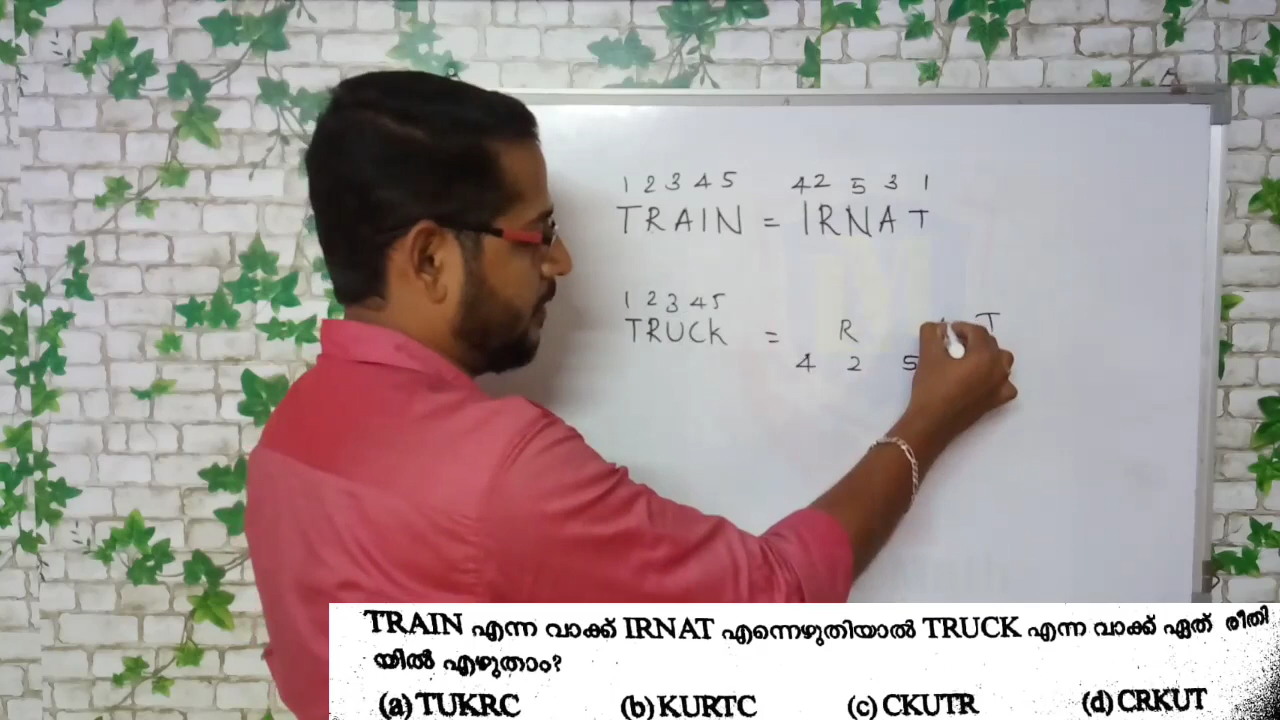 1 2 3 4 5 4 2 5 3 1
TRAIN = IRNAT
1 2 3 4 5
TRUCK = R T
4 2 5
TRAIN എന്ന വാക്ക് IRNAT എന്നെഴുതിയാൽ TRUCK എന്ന വാക്ക് ഏത് രീതി
യിൽ എഴുതാം?
(a) TUKRC (b) KURTC (c) CKUTR (d) CRKUT